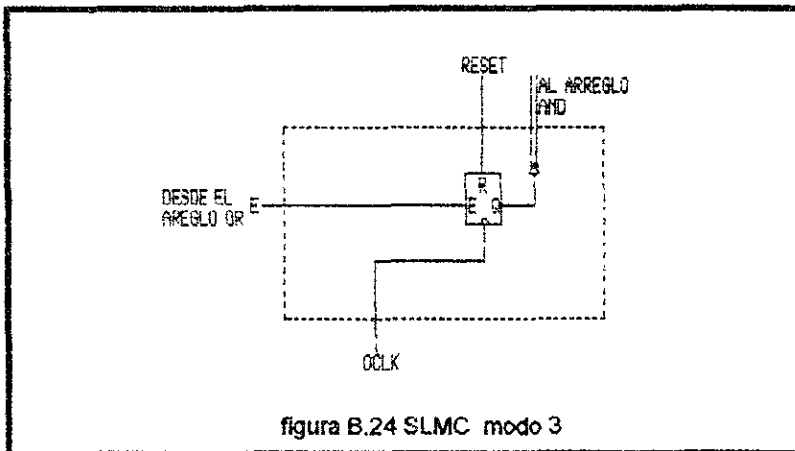 RESET
AL ARREGLO
AND
DESDE EL
AREGLO OR E
R
E Q
OCLK
figura B.24 SLMC modo 3